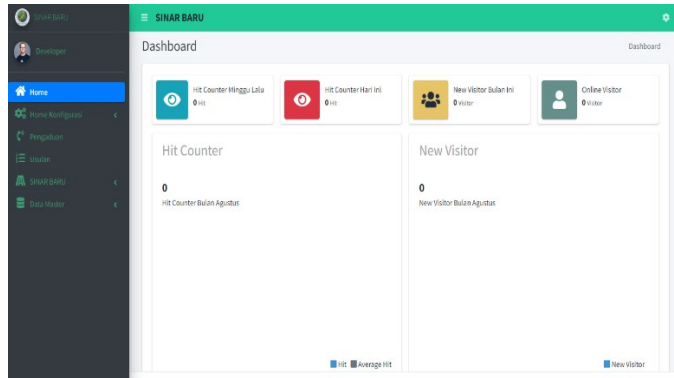 SINAR BARU
SINAR BARU
Developer
Dashboard
Dashboard
Home
Home Konfigurasi
Pengaduan
Usulan
SINAR BARU
Data Master
Hit Counter Minggu Lalu
0 Hit
Hit Counter Hari Ini
0 Hit
New Visitor Bulan Ini
0 Visitor
Online Visitor
0 Visitor
Hit Counter
0
Hit Counter Bulan Agustus
Hit
Average Hit
New Visitor
0
New Visitor Bulan Agustus
New Visitor